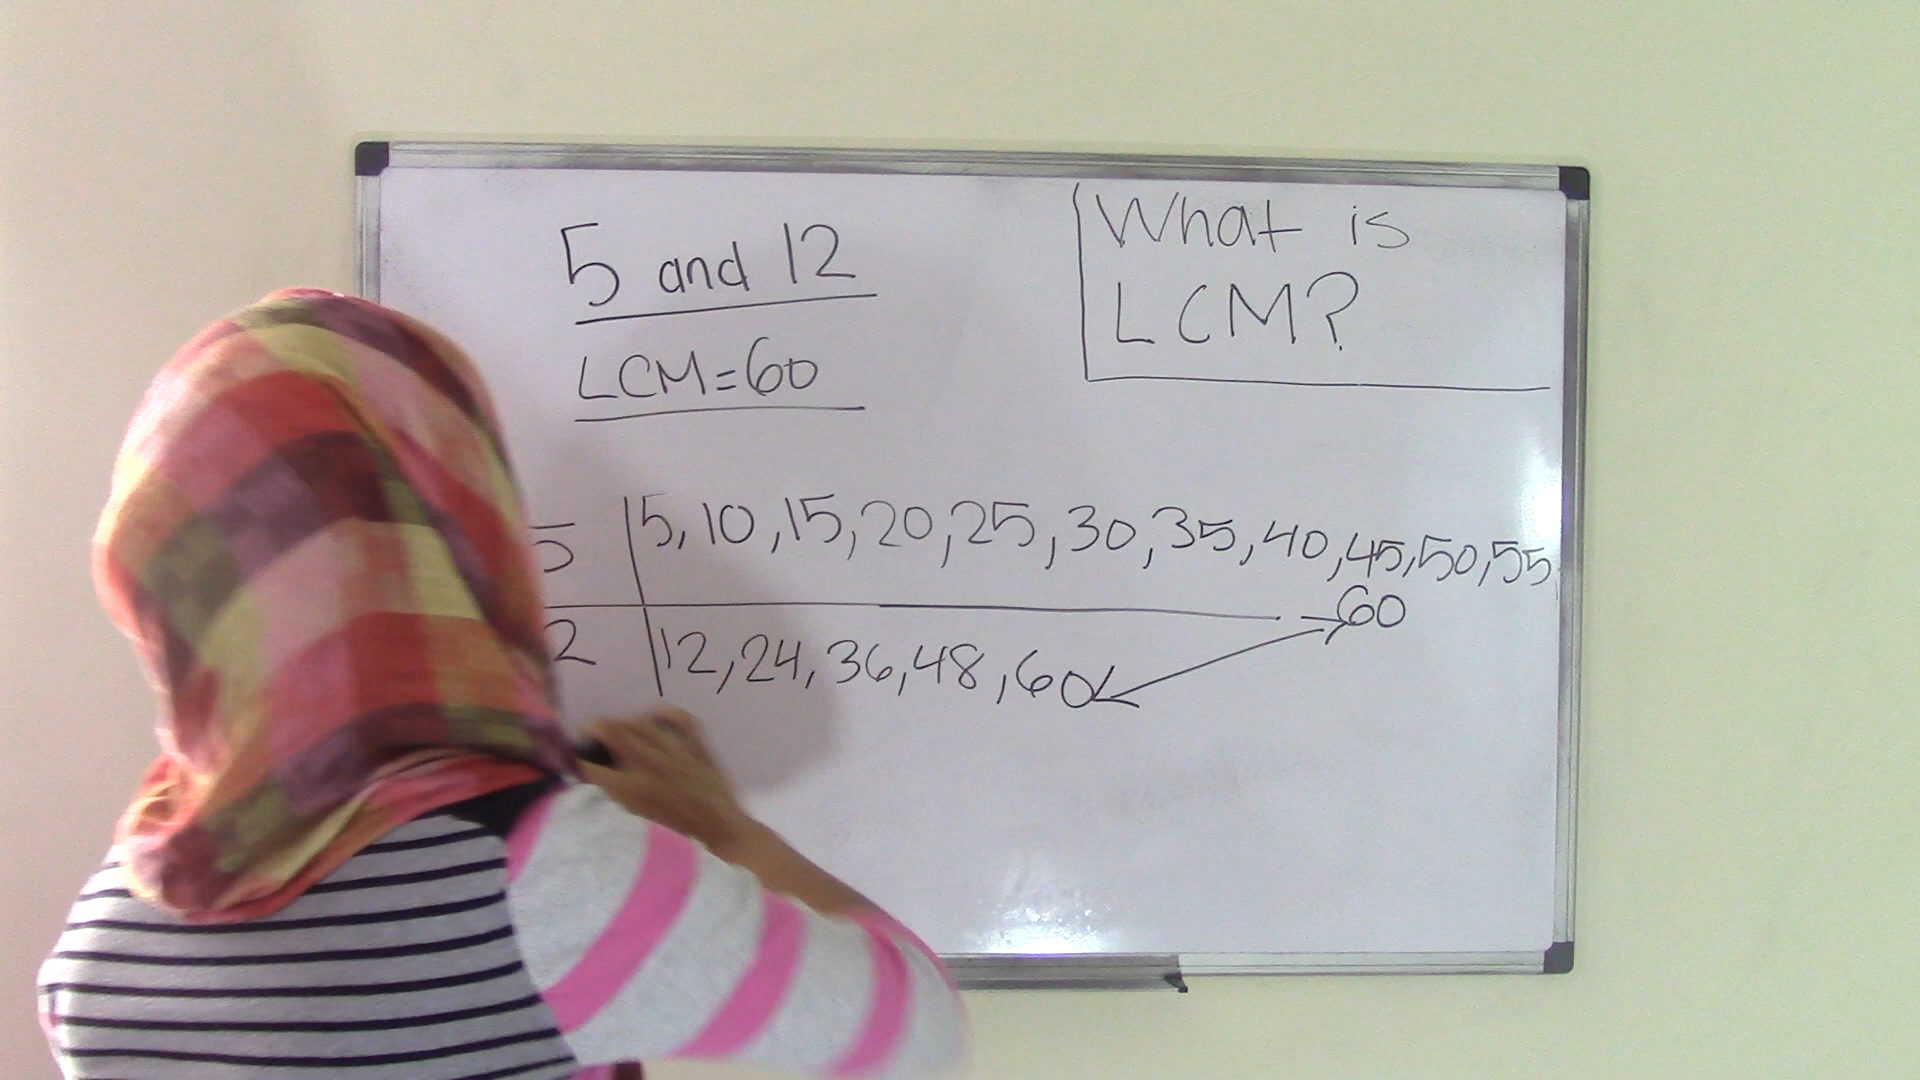 5 and 12
LCM=60
What is
LCM?
5 5, 10, 15, 20, 25, 30, 35, 40, 45, 50, 55
60
2 12, 24, 36, 48, 60